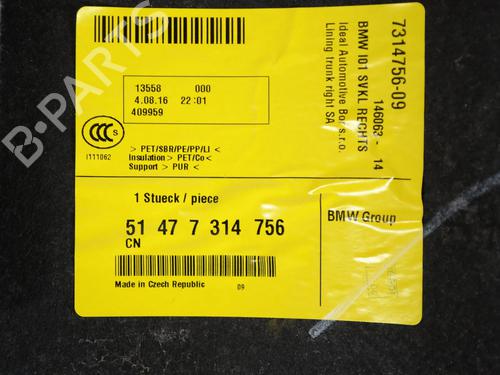 13558 000
4.08.16 22:01
409959
CCC S
I111062
> PET/SBR/PE/PP/LI <
Insulation > PET/Co <
Support > PUR <
1 Stueck / piece
51 47 7 314 756
CN
Made in Czech Republic 09
BMW Group
7314756-09
146063 - 14
BMW I01 SVKL RECHTS
Ideal Automotive Bor, s.r.o.
Lining trunk right SA
B-PARTS